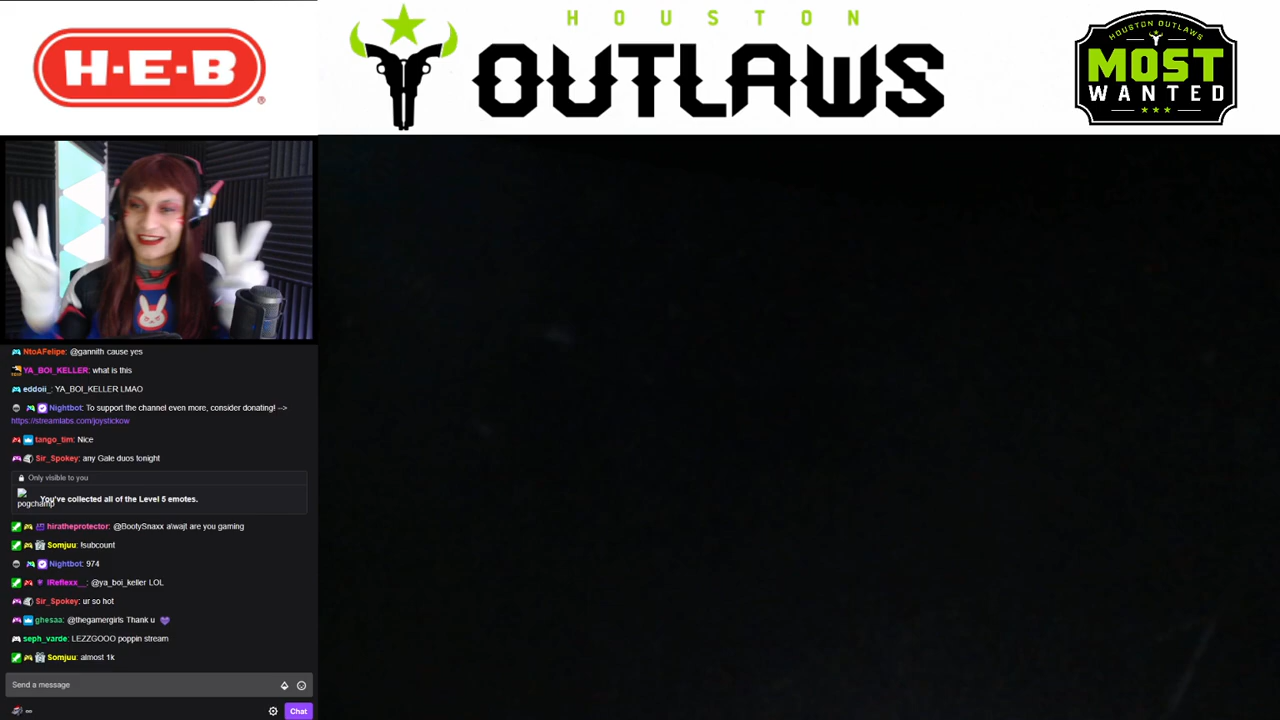 H-E-B
®
HOUSTON
OUTLAWS
HOUSTON OUTLAWS
MOST
WANTED
NtoAFelipe: @gannith cause yes
YA_BOI_KELLER: what is this
eddoii_: YA_BOI_KELLER LMAO
Nightbot: To support the channel even more, consider donating! -->
https://streamlabs.com/joystickow
tango_tim: Nice
Sir_Spokey: any Gale duos tonight
Only visible to you
pogchamp You've collected all of the Level 5 emotes.
hiratheprotector: @BootySnaxx a\wajt are you gaming
Somjuu: !subcount
Nightbot: 974
IReflexx__: @ya_boi_keller LOL
Sir_Spokey: ur so hot
ghesaa: @thegamergirls Thank u
seph_varde: LEZZGOOO poppin stream
Somjuu: almost 1k
Send a message
Chat